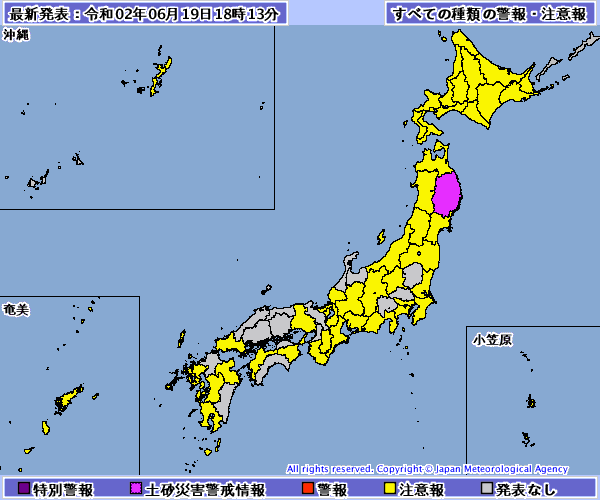 最新発表：令和02年06月19日18時13分
すべての種類の警報・注意報
沖縄
奄美
小笠原
All rights reserved. Copyright © Japan Meteorological Agency
特別警報
土砂災害警戒情報
警報
注意報
発表なし